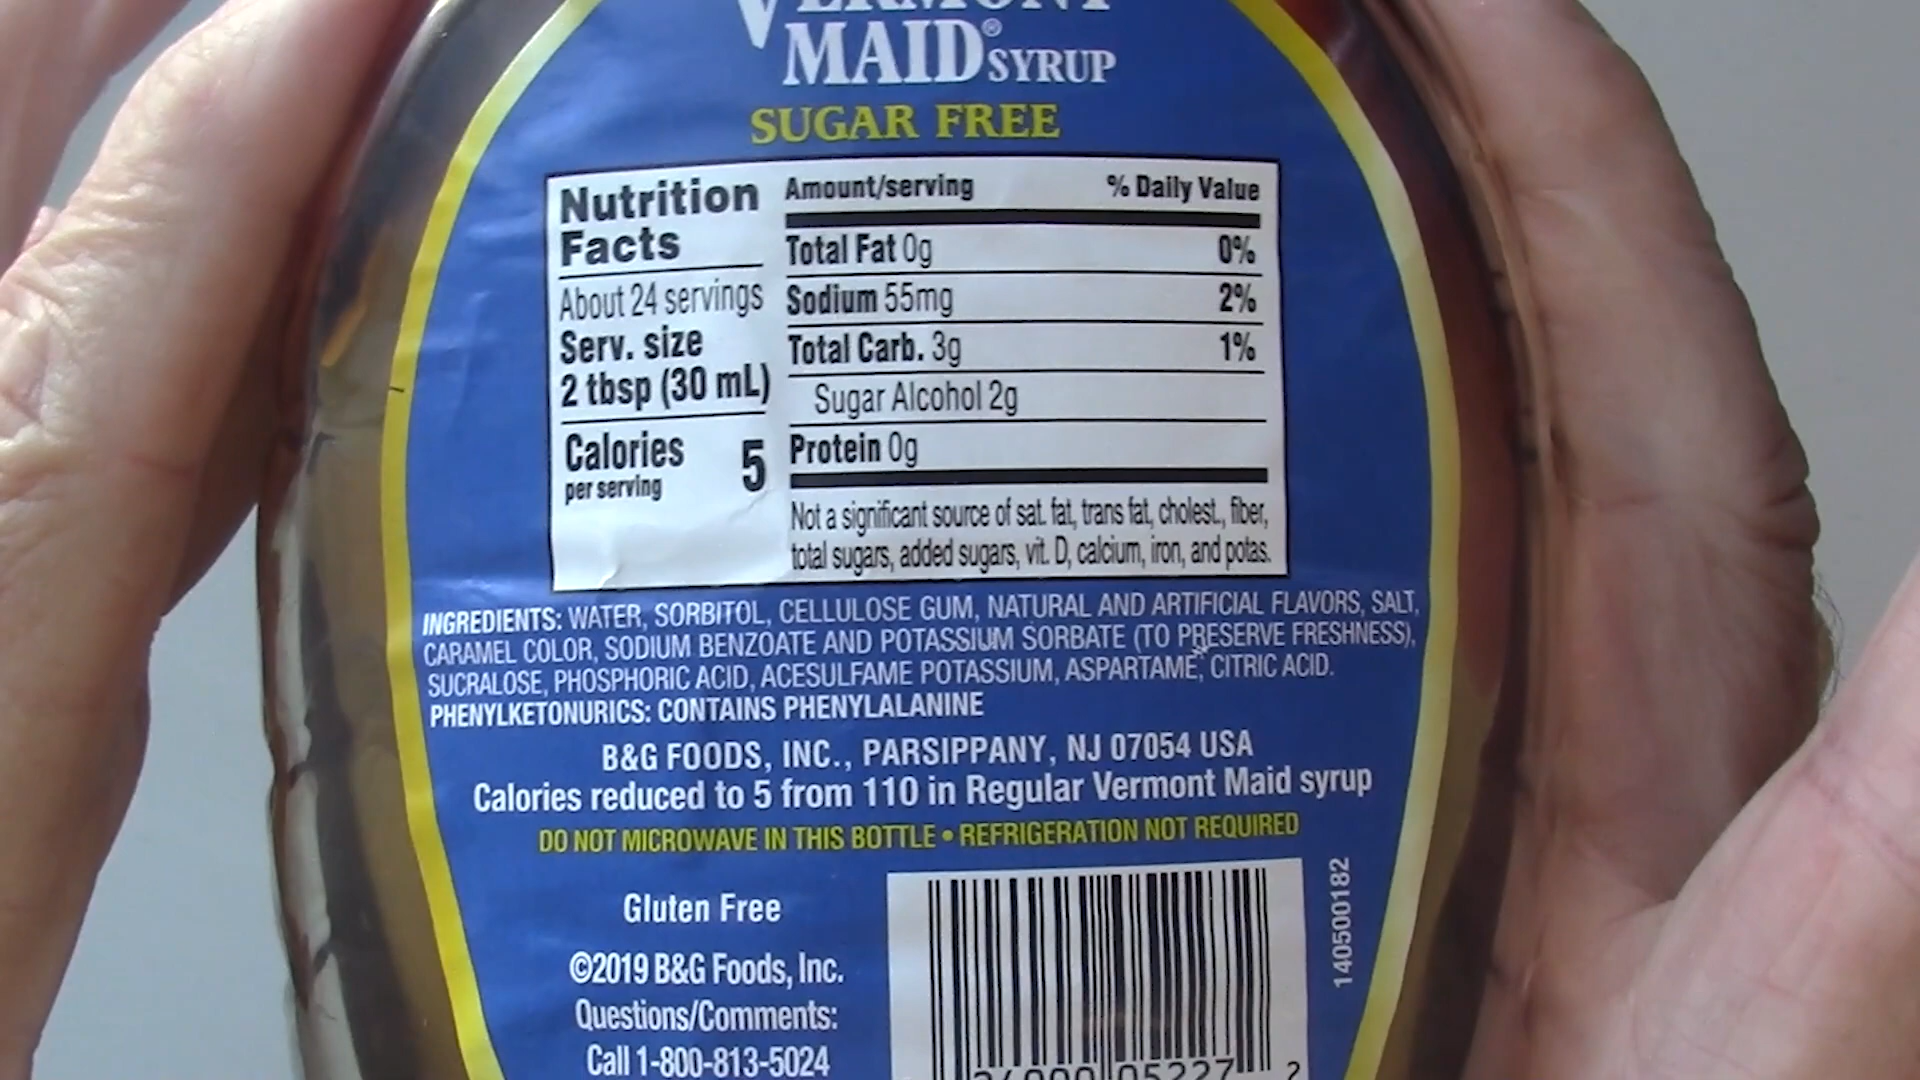 VERMONT
MAID® SYRUP
SUGAR FREE
Nutrition
Facts
About 24 servings
Serv. size
2 tbsp (30 mL)
Calories 5
per serving
Amount/serving % Daily Value
Total Fat 0g 0%
Sodium 55mg 2%
Total Carb. 3g 1%
Sugar Alcohol 2g
Protein 0g
Not a significant source of sat. fat, trans fat, cholest., fiber,
total sugars, added sugars, vit. D, calcium, iron, and potas.
INGREDIENTS: WATER, SORBITOL, CELLULOSE GUM, NATURAL AND ARTIFICIAL FLAVORS, SALT,
CARAMEL COLOR, SODIUM BENZOATE AND POTASSIUM SORBATE (TO PRESERVE FRESHNESS),
SUCRALOSE, PHOSPHORIC ACID, ACESULFAME POTASSIUM, ASPARTAME, CITRIC ACID.
PHENYLKETONURICS: CONTAINS PHENYLALANINE
B&G FOODS, INC., PARSIPPANY, NJ 07054 USA
Calories reduced to 5 from 110 in Regular Vermont Maid syrup
DO NOT MICROWAVE IN THIS BOTTLE • REFRIGERATION NOT REQUIRED
Gluten Free
©2019 B&G Foods, Inc.
Questions/Comments:
Call 1-800-813-5024
140500182
05227 2